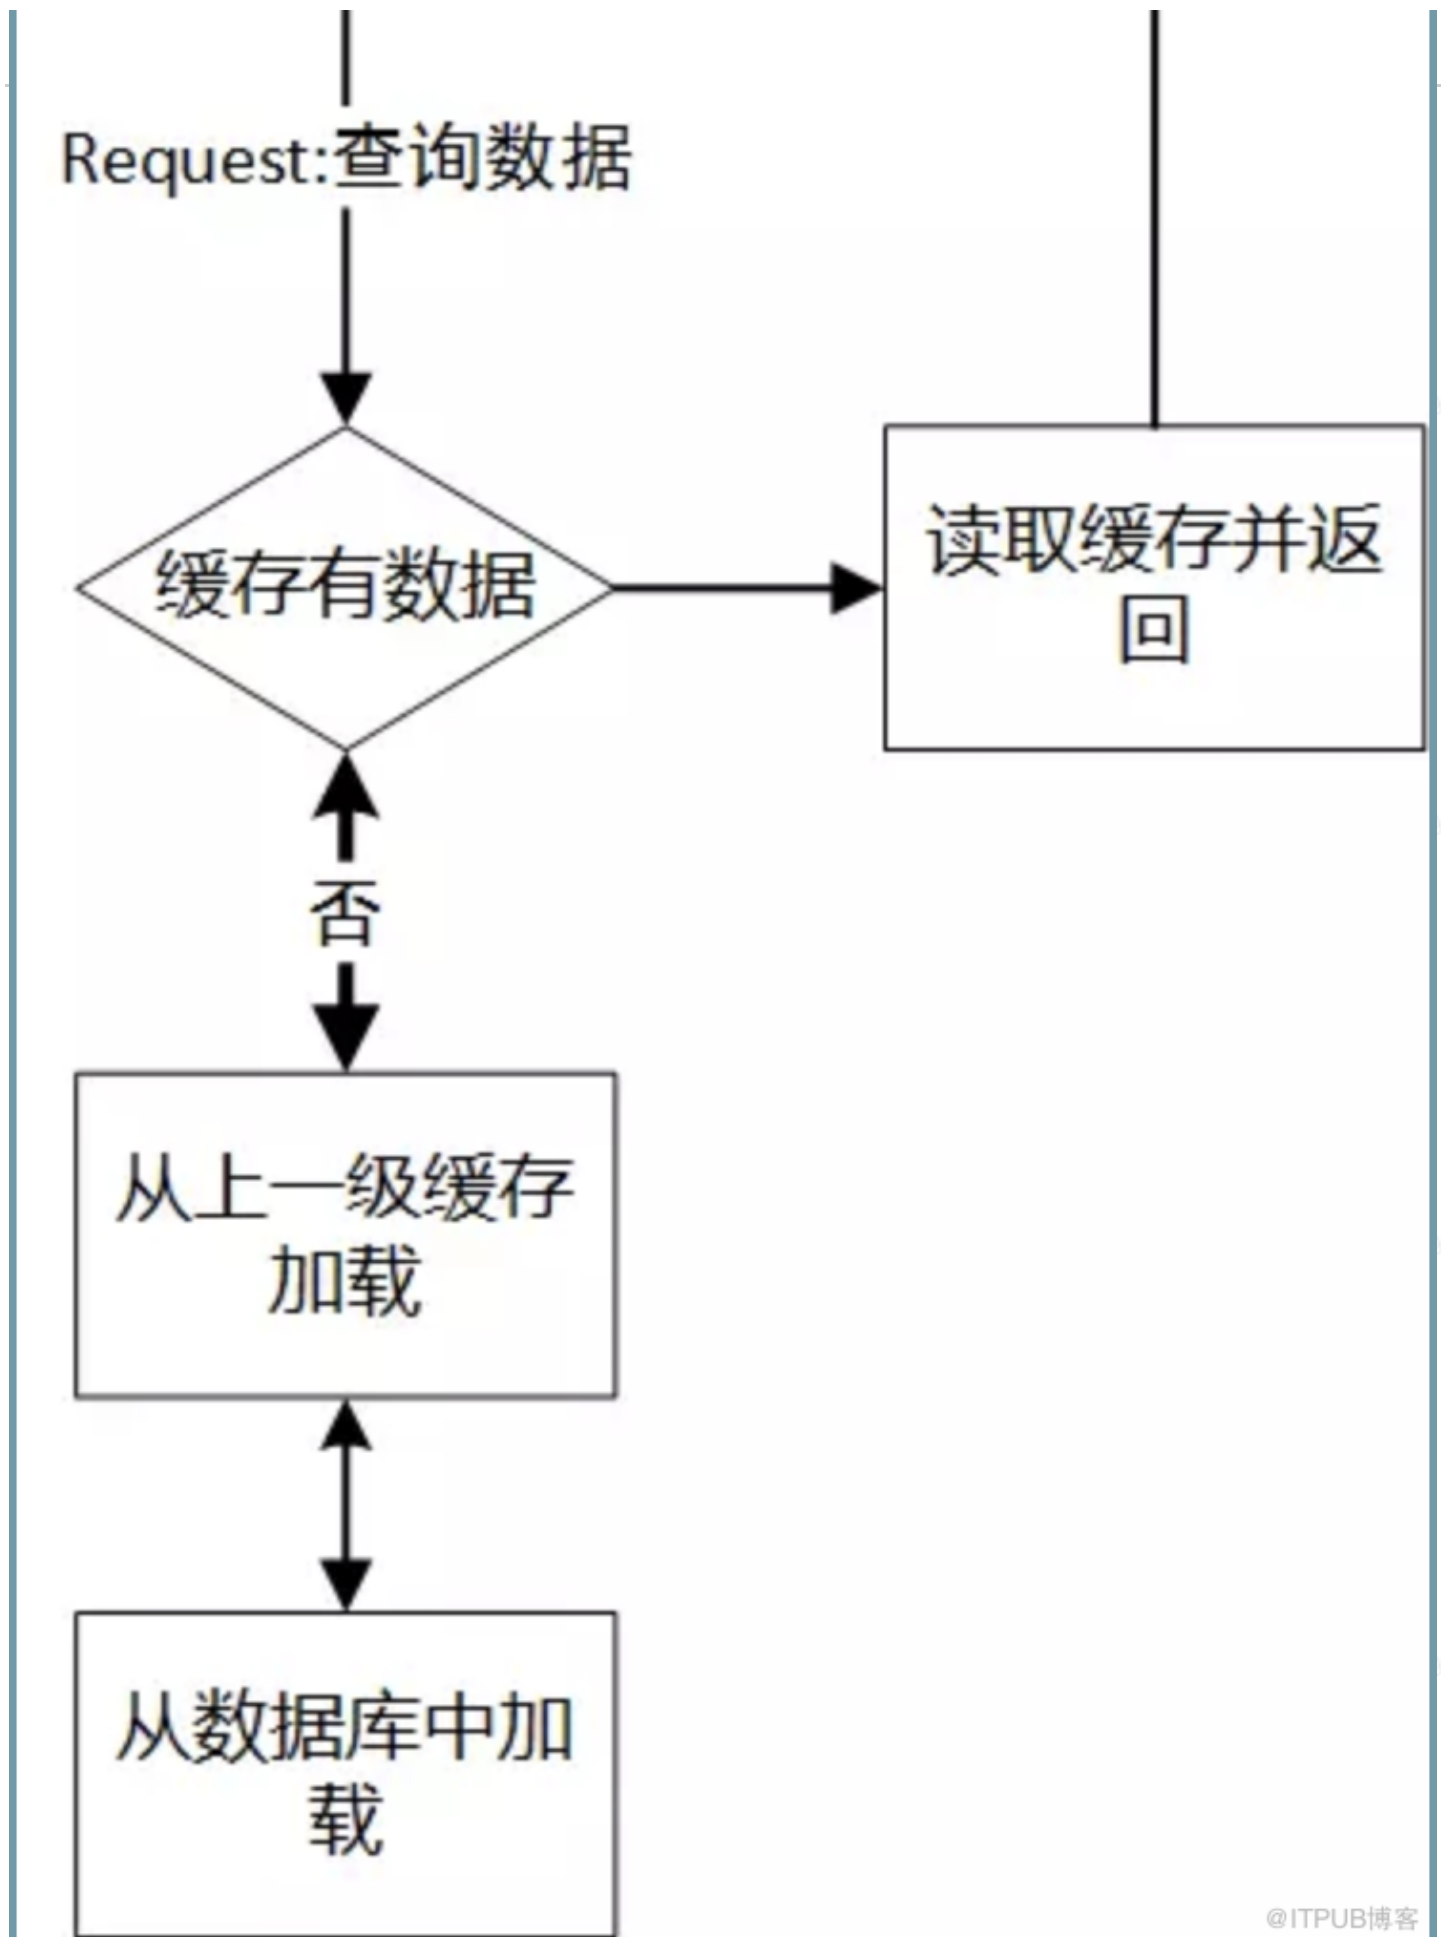 Request:查询数据
缓存有数据
读取缓存并返
回
否
从上一级缓存
加载
从数据库中加
载
@ITPUB博客